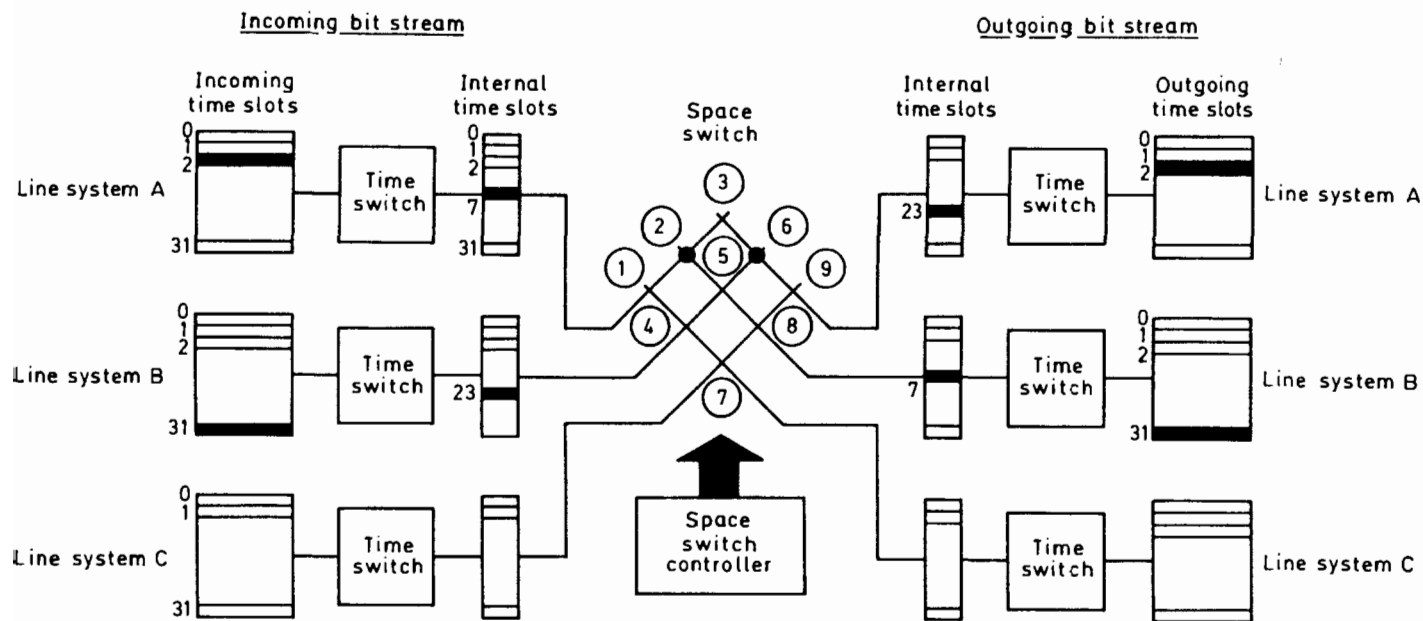 Incoming bit stream
Outgoing bit stream
Incoming
time slots
Internal
time slots
Space
switch
Internal
time slots
Outgoing
time slots
Line system A
0
1
2
31
Time
switch
0
1
2
7
31
1
2
3
4
5
6
7
8
9
23
Time
switch
0
1
2
Line system A
Line system B
0
1
2
31
Time
switch
23
7
Time
switch
0
1
2
31
Line system B
Line system C
0
1
31
Time
switch
Space
switch
controller
Time
switch
Line system C